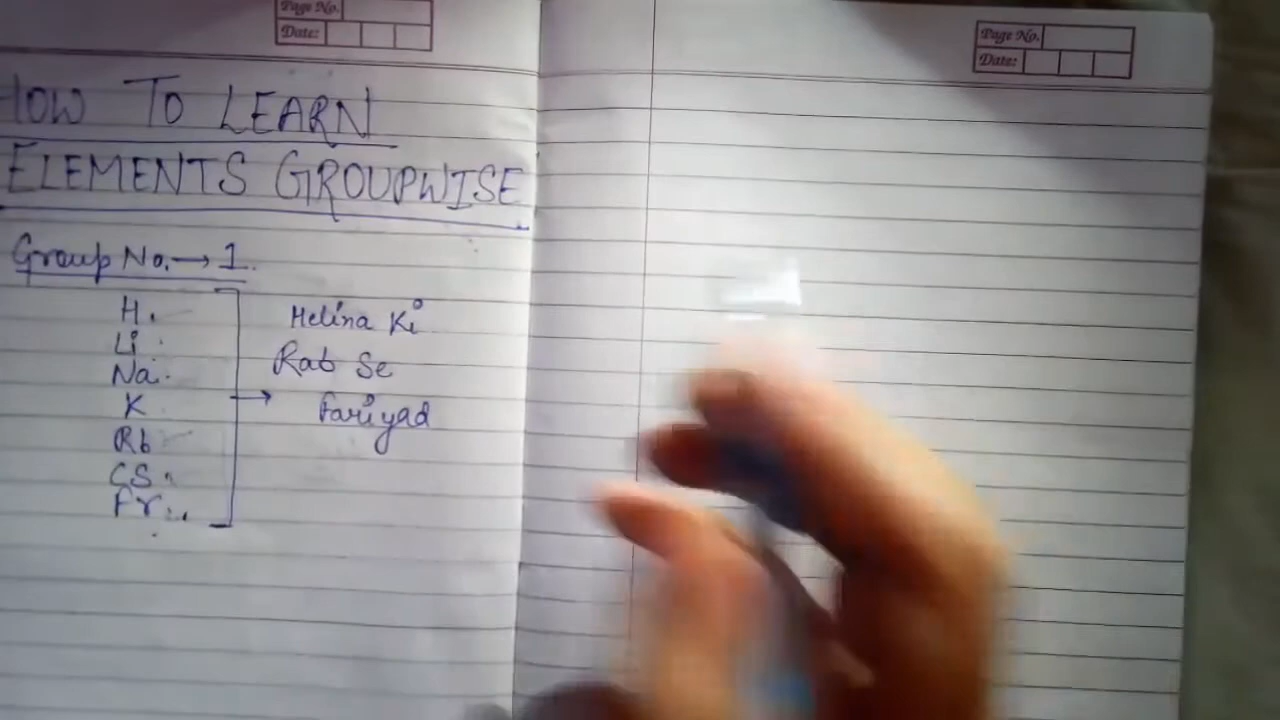 Page No.
Date:
Page No.
Date:
HOW TO LEARN
ELEMENTS GROUPWISE
Group No. → 1.
H.
Li
Na.
K
Rb
CS.
Fr.
→ Helina Ki
Rab Se
Fariyad